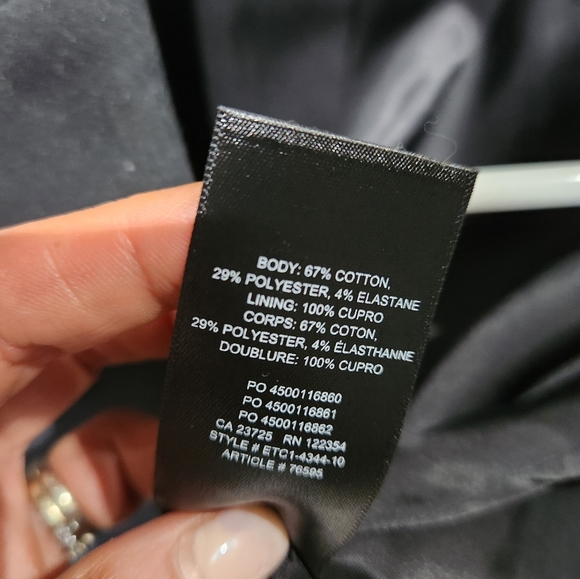 BODY: 67% COTTON,
29% POLYESTER, 4% ELASTANE
LINING: 100% CUPRO
CORPS: 67% COTON,
29% POLYESTER, 4% ÉLASTHANNE
DOUBLURE: 100% CUPRO
PO 4500116860
PO 4500116861
PO 4500116862
CA 23725 RN 122354
STYLE # ETC1-4344-10
ARTICLE # 76595